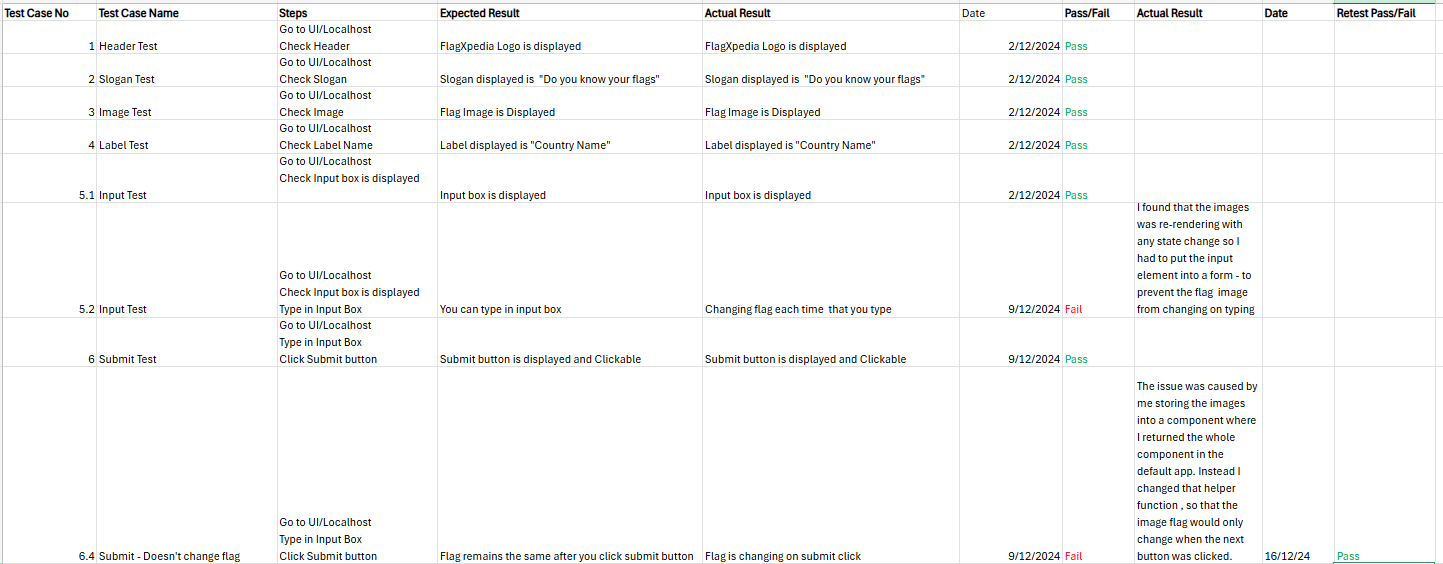 Test Case No Test Case Name Steps Expected Result Actual Result Date Pass/Fail Actual Result Date Retest Pass/Fail
Go to UI/Localhost
1 Header Test Check Header FlagXpedia Logo is displayed FlagXpedia Logo is displayed 2/12/2024 Pass
Go to UI/Localhost
2 Slogan Test Check Slogan Slogan displayed is "Do you know your flags" Slogan displayed is "Do you know your flags" 2/12/2024 Pass
Go to UI/Localhost
3 Image Test Check Image Flag Image is Displayed Flag Image is Displayed 2/12/2024 Pass
Go to UI/Localhost
4 Label Test Check Label Name Label displayed is "Country Name" Label displayed is "Country Name" 2/12/2024 Pass
Go to UI/Localhost
Check Input box is displayed
5.1 Input Test Input box is displayed Input box is displayed 2/12/2024 Pass
I found that the images
was re-rendering with
any state change so I
had to put the input
Go to UI/Localhost element into a form - to
Check Input box is displayed prevent the flag image
5.2 Input Test Type in Input Box You can type in input box Changing flag each time that you type 9/12/2024 Fail from changing on typing
Go to UI/Localhost
Type in Input Box
6 Submit Test Click Submit button Submit button is displayed and Clickable Submit button is displayed and Clickable 9/12/2024 Pass
The issue was caused by
me storing the images
into a component where
I returned the whole
component in the
default app. Instead I
changed that helper
function , so that the
Go to UI/Localhost image flag would only
Type in Input Box change when the next
6.4 Submit - Doesn't change flag Click Submit button Flag remains the same after you click submit button Flag is changing on submit click 9/12/2024 Fail button was clicked. 16/12/24 Pass